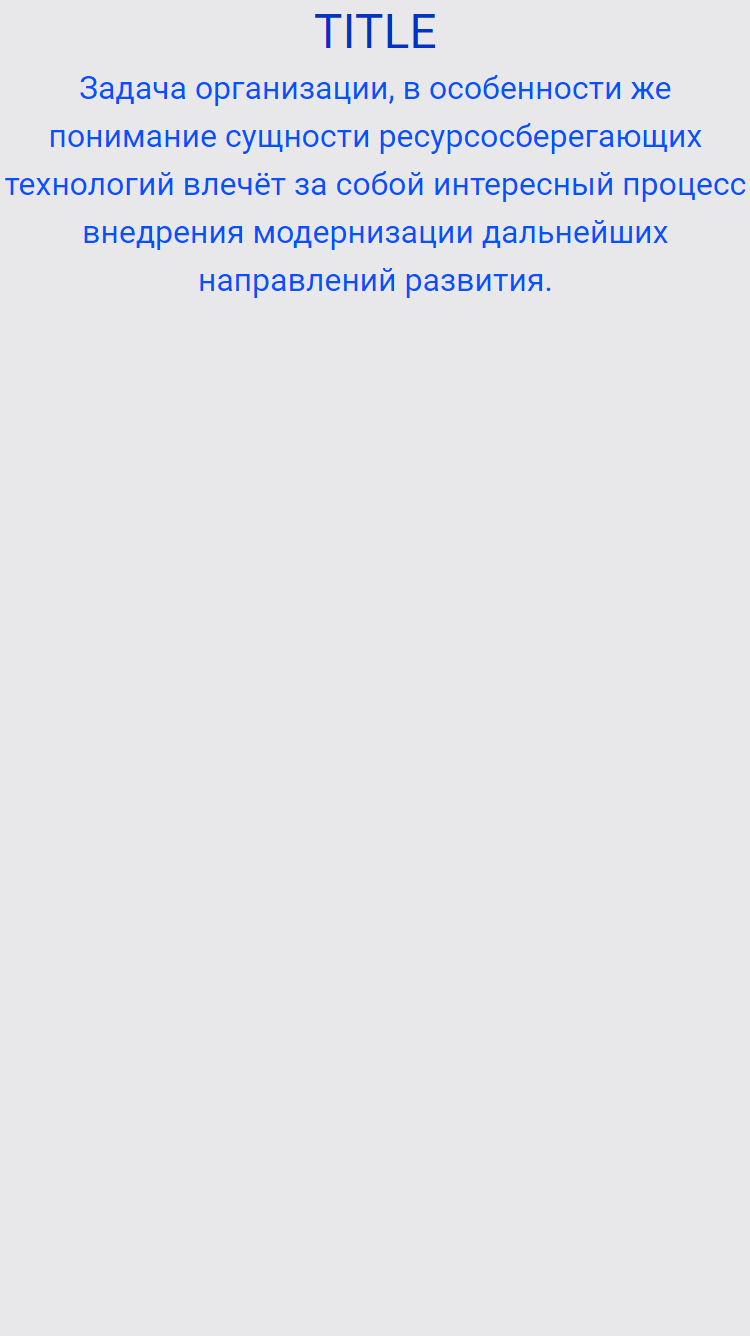 TITLE
Задача организации, в особенности же
понимание сущности ресурсосберегающих
технологий влечёт за собой интересный процесс
внедрения модернизации дальнейших
направлений развития.